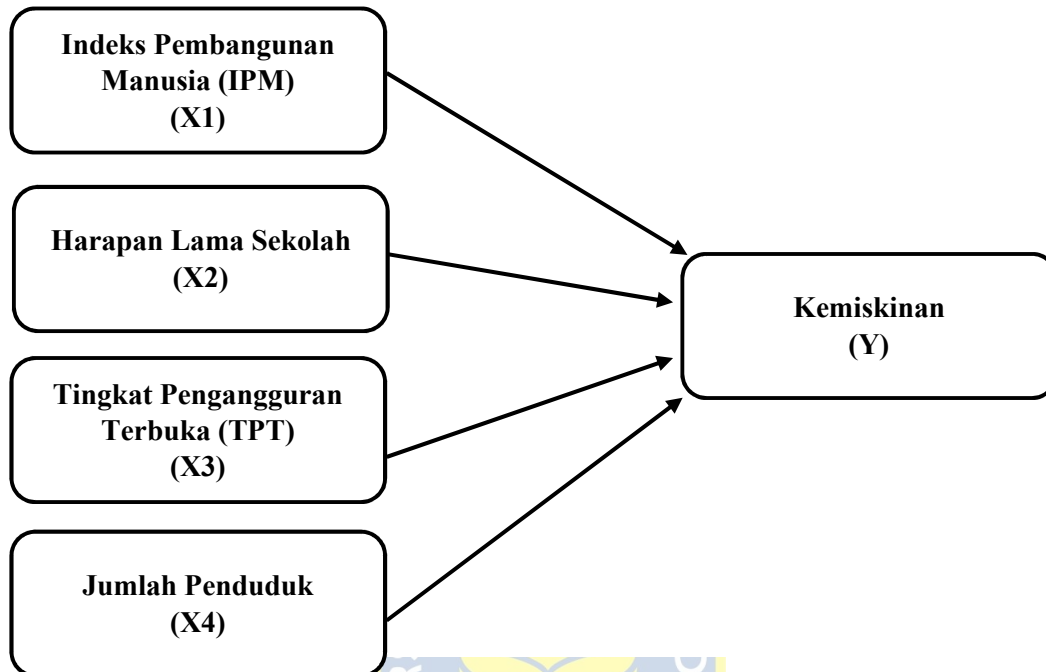 Indeks Pembangunan
Manusia (IPM)
(X1)
Harapan Lama Sekolah
(X2)
Tingkat Pengangguran
Terbuka (TPT)
(X3)
Jumlah Penduduk
(X4)
Kemiskinan
(Y)